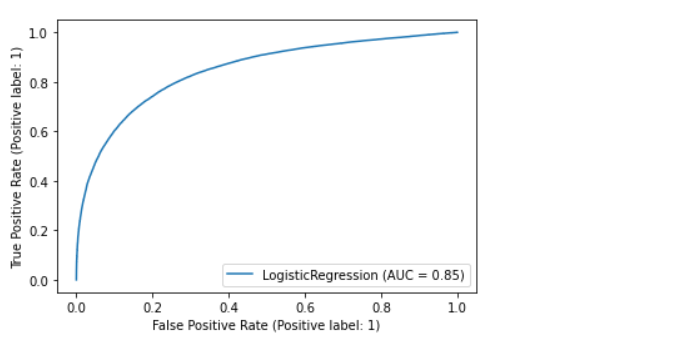 True Positive Rate (Positive label: 1)
1.0
0.8
0.6
0.4
0.2
0.0
LogisticRegression (AUC = 0.85)
0.0 0.2 0.4 0.6 0.8 1.0
False Positive Rate (Positive label: 1)